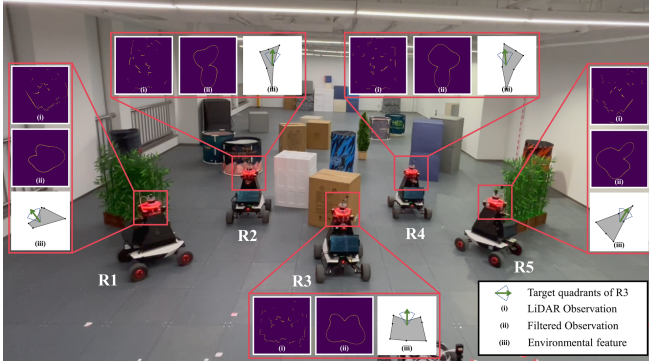 (i)
(ii)
(iii)
(i)
(ii)
(iii)
(i)
(ii)
(iii)
(i)
(ii)
(iii)
R1
R2
R3
R4
R5
(i)
(ii)
(iii)
Target quadrants of R3
(i) LiDAR Observation
(ii) Filtered Observation
(iii) Environmental feature